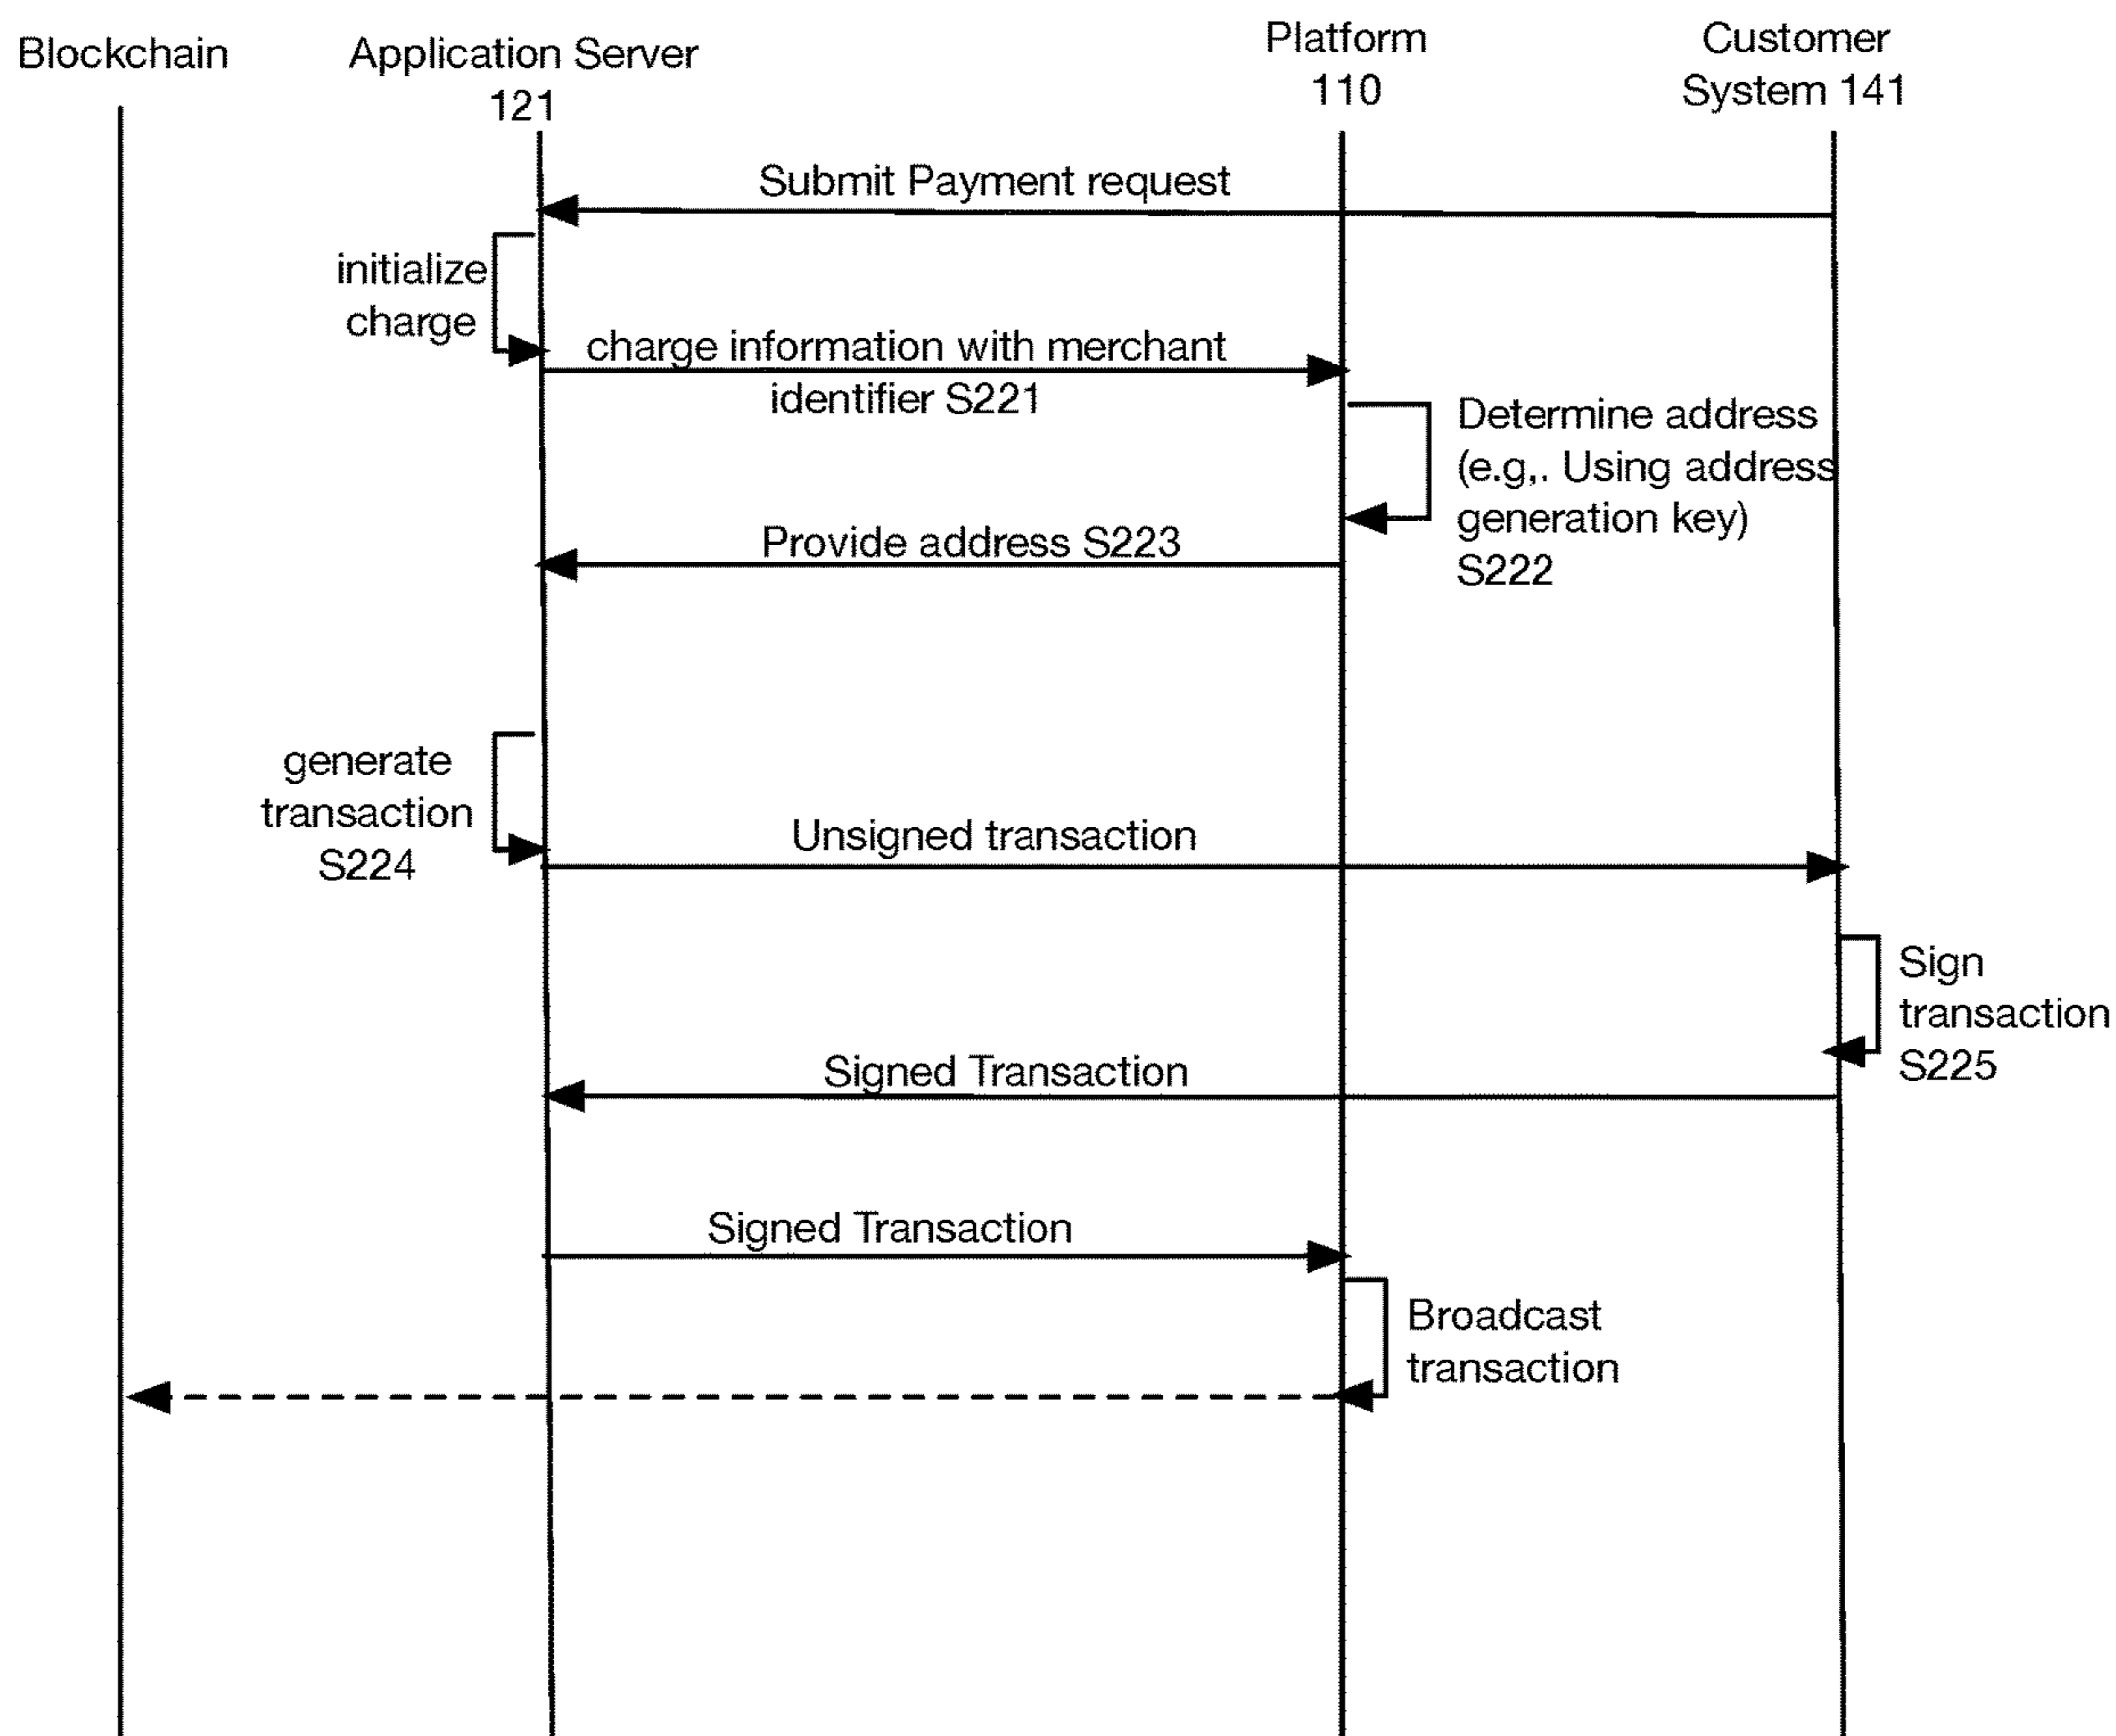 Blockchain
Application Server
121
Platform
110
Customer
System 141
Submit Payment request
initialize
charge
charge information with merchant
identifier S221
Determine address
(e.g,. Using address
generation key)
S222
Provide address S223
generate
transaction
S224
Unsigned transaction
Sign
transaction
S225
Signed Transaction
Signed Transaction
Broadcast
transaction